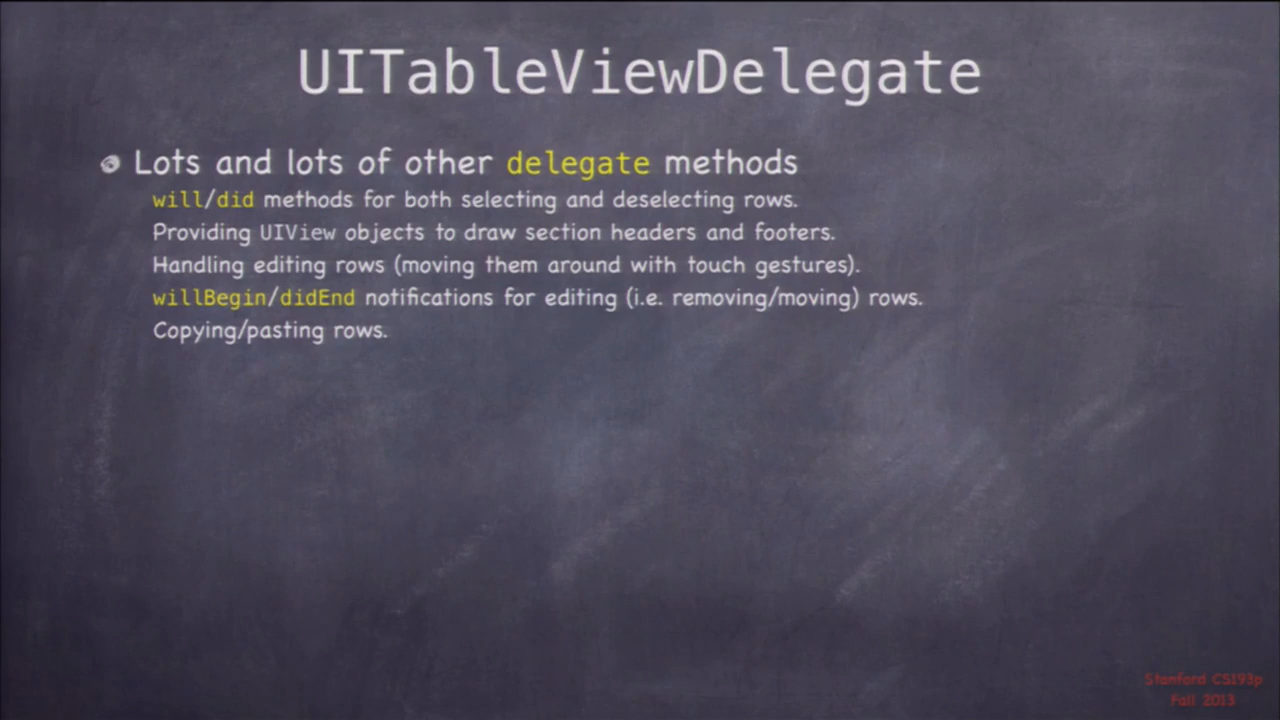 UITableViewDelegate
Lots and lots of other delegate methods
will/did methods for both selecting and deselecting rows.
Providing UIView objects to draw section headers and footers.
Handling editing rows (moving them around with touch gestures).
willBegin/didEnd notifications for editing (i.e. removing/moving) rows.
Copying/pasting rows.
Stanford CS193p
Fall 2013